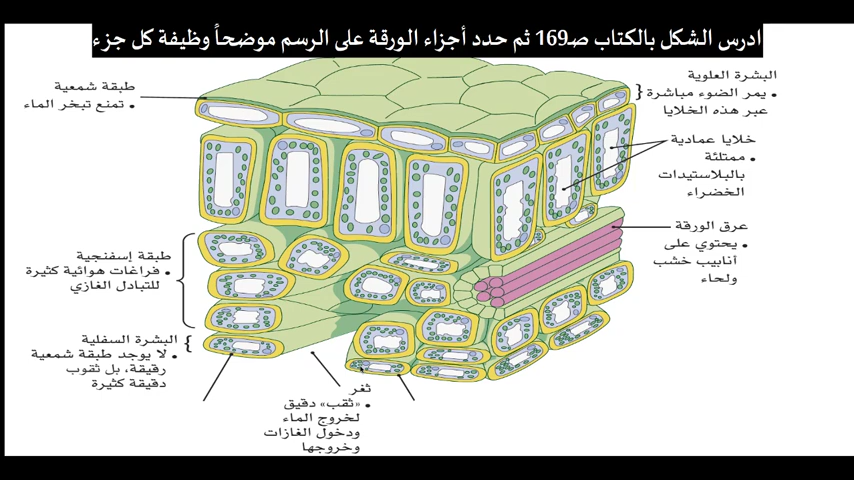 ادرس الشكل بالكتاب صـ169 ثم حدد أجزاء الورقة على الرسم موضحاً وظيفة كل جزء
البشرة العلوية
• يمر الضوء مباشرة
عبر هذه الخلايا
خلايا عمادية
• ممتلئة
بالبلاستيدات
الخضراء
عرق الورقة
• يحتوي على
أنابيب خشب
ولحاء
طبقة شمعية
• تمنع تبخر الماء
طبقة إسفنجية
• فراغات هوائية كثيرة
للتبادل الغازي
البشرة السفلية
• لا يوجد طبقة شمعية
رقيقة، بل ثقوب
دقيقة كثيرة
ثغر
• «ثقب» دقيق
لخروج الماء
ودخول الغازات
وخروجها